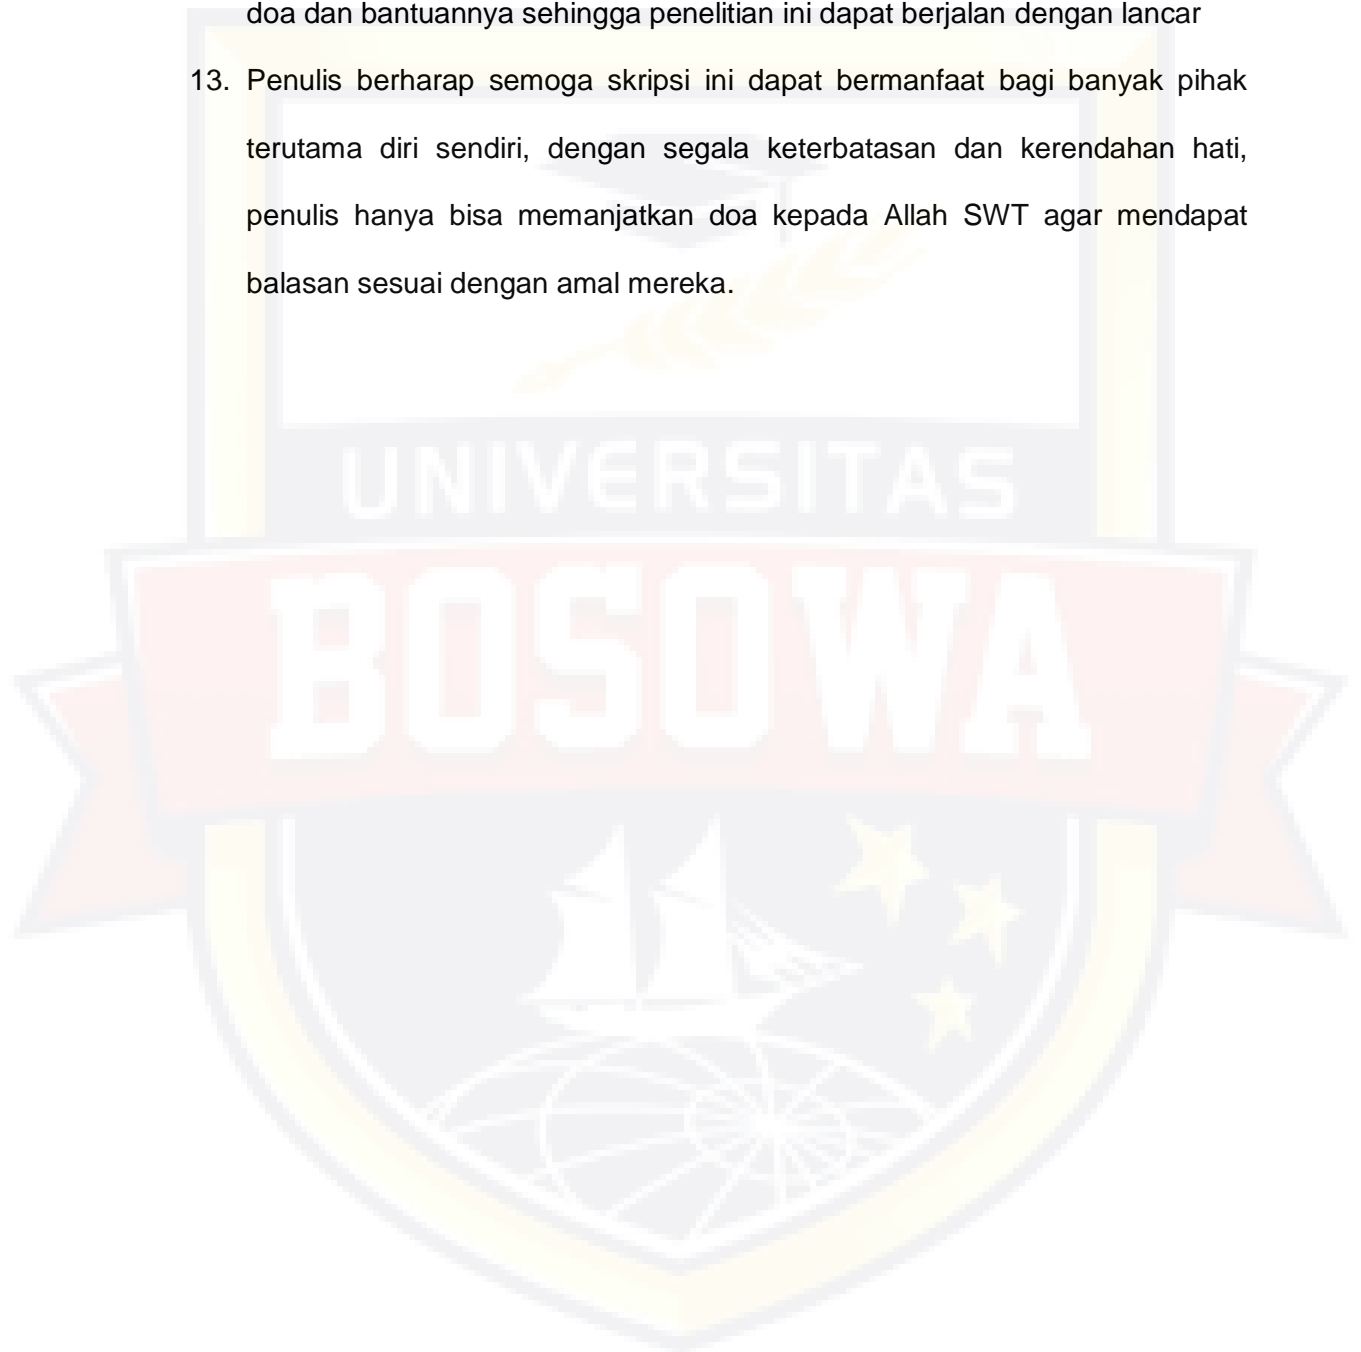 doa dan bantuannya sehingga penelitian ini dapat berjalan dengan lancar
13. Penulis berharap semoga skripsi ini dapat bermanfaat bagi banyak pihak
terutama diri sendiri, dengan segala keterbatasan dan kerendahan hati,
penulis hanya bisa memanjatkan doa kepada Allah SWT agar mendapat
balasan sesuai dengan amal mereka.
UNIVERSITAS
BOSOWA